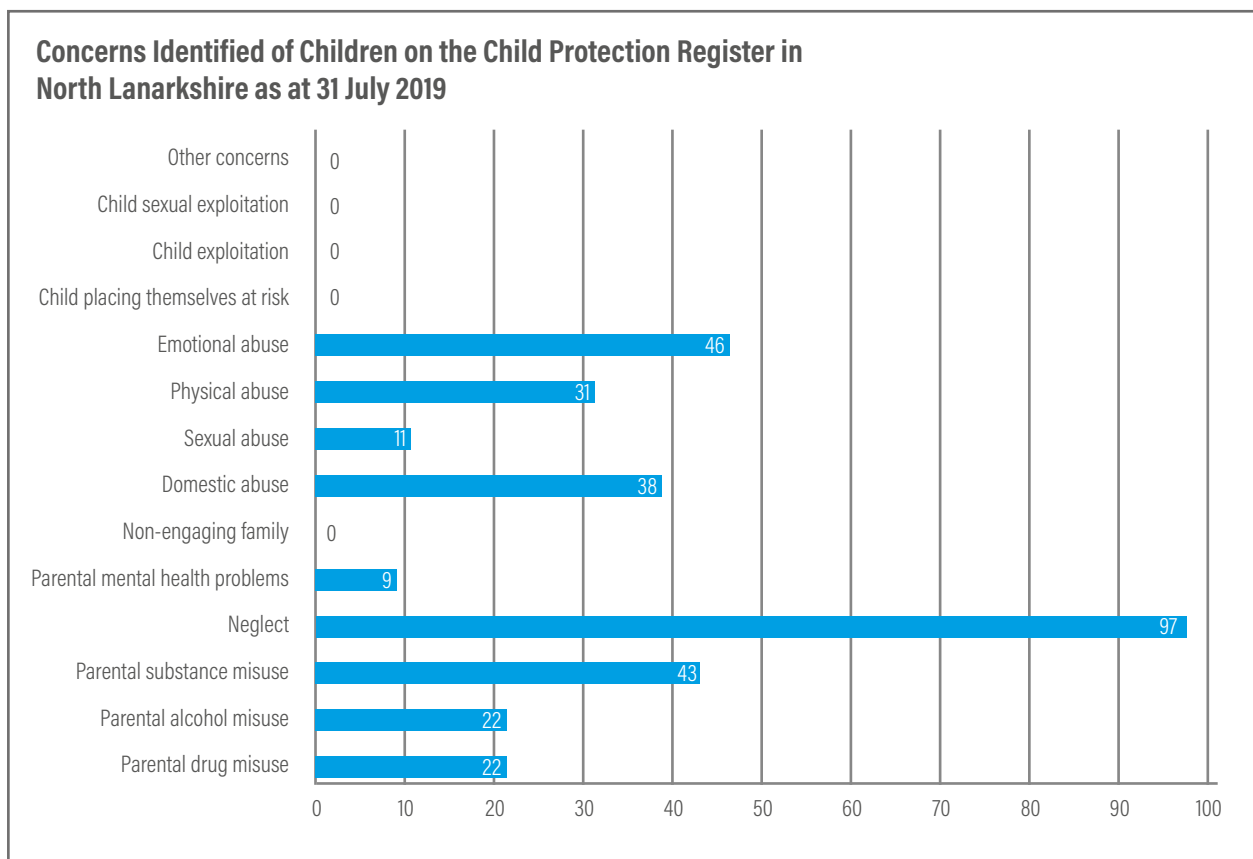 Concerns Identified of Children on the Child Protection Register in
North Lanarkshire as at 31 July 2019
Other concerns 0
Child sexual exploitation 0
Child exploitation 0
Child placing themselves at risk 0
Emotional abuse 46
Physical abuse 31
Sexual abuse 11
Domestic abuse 38
Non-engaging family 0
Parental mental health problems 9
Neglect 97
Parental substance misuse 43
Parental alcohol misuse 22
Parental drug misuse 22
0 10 20 30 40 50 60 70 80 90 100